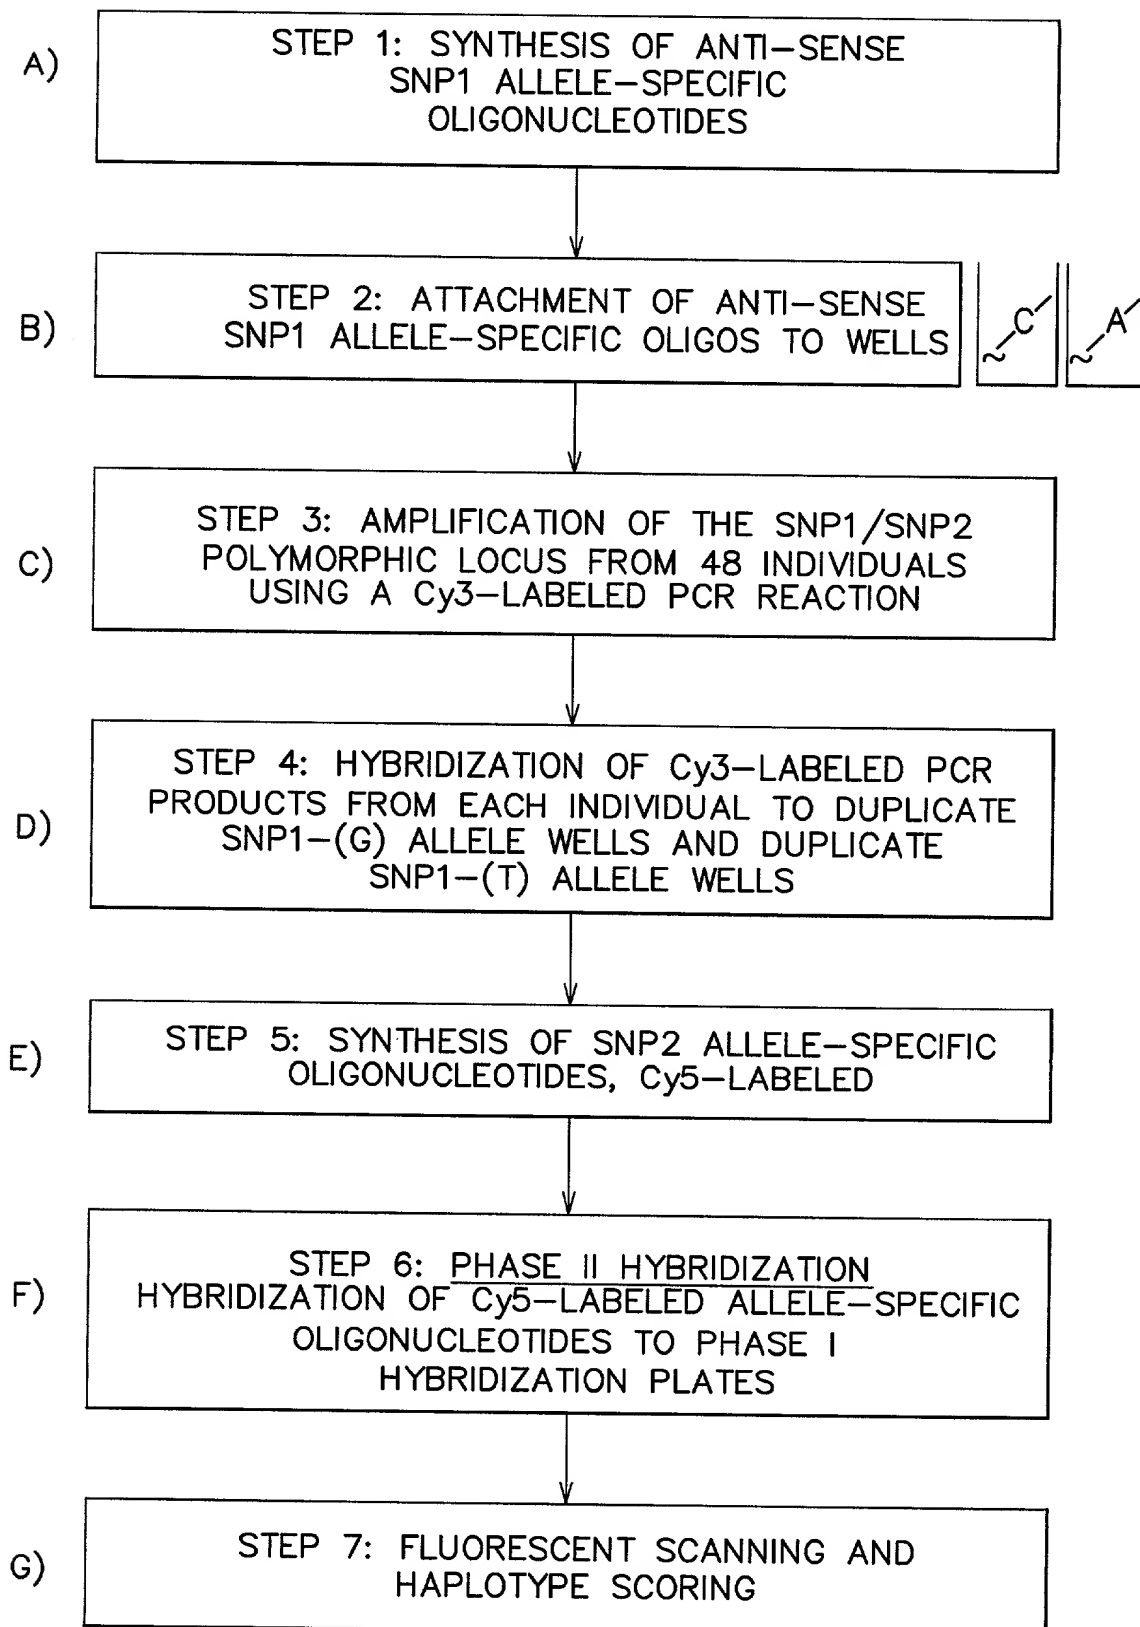 A)
STEP 1: SYNTHESIS OF ANTI-SENSE
SNP1 ALLELE-SPECIFIC
OLIGONUCLEOTIDES
B)
STEP 2: ATTACHMENT OF ANTI-SENSE
SNP1 ALLELE-SPECIFIC OLIGOS TO WELLS
~C
~A
C)
STEP 3: AMPLIFICATION OF THE SNP1/SNP2
POLYMORPHIC LOCUS FROM 48 INDIVIDUALS
USING A Cy3-LABELED PCR REACTION
D)
STEP 4: HYBRIDIZATION OF Cy3-LABELED PCR
PRODUCTS FROM EACH INDIVIDUAL TO DUPLICATE
SNP1-(G) ALLELE WELLS AND DUPLICATE
SNP1-(T) ALLELE WELLS
E)
STEP 5: SYNTHESIS OF SNP2 ALLELE-SPECIFIC
OLIGONUCLEOTIDES, Cy5-LABELED
F)
STEP 6: PHASE II HYBRIDIZATION
HYBRIDIZATION OF Cy5-LABELED ALLELE-SPECIFIC
OLIGONUCLEOTIDES TO PHASE I
HYBRIDIZATION PLATES
G)
STEP 7: FLUORESCENT SCANNING AND
HAPLOTYPE SCORING